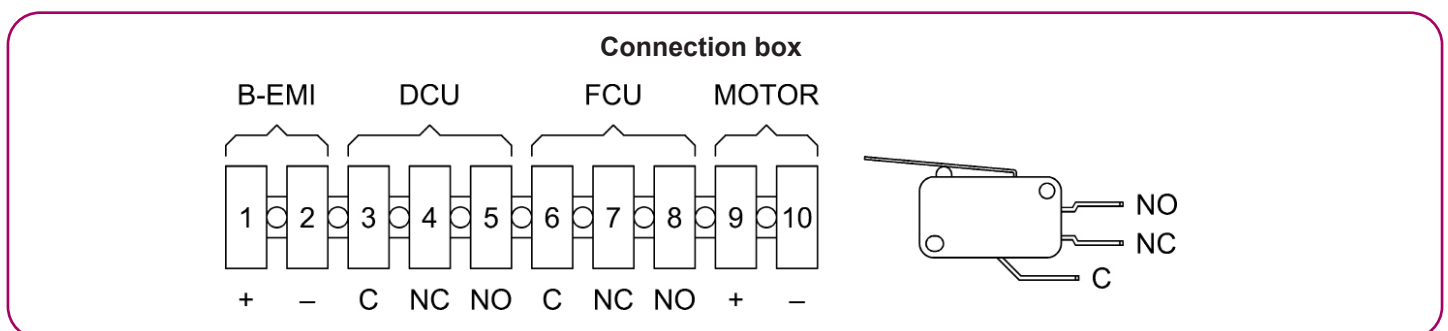 Connection box
B-EMI DCU FCU MOTOR
1 2 3 4 5 6 7 8 9 10
+ – C NC NO C NC NO + –
NO
NC
C